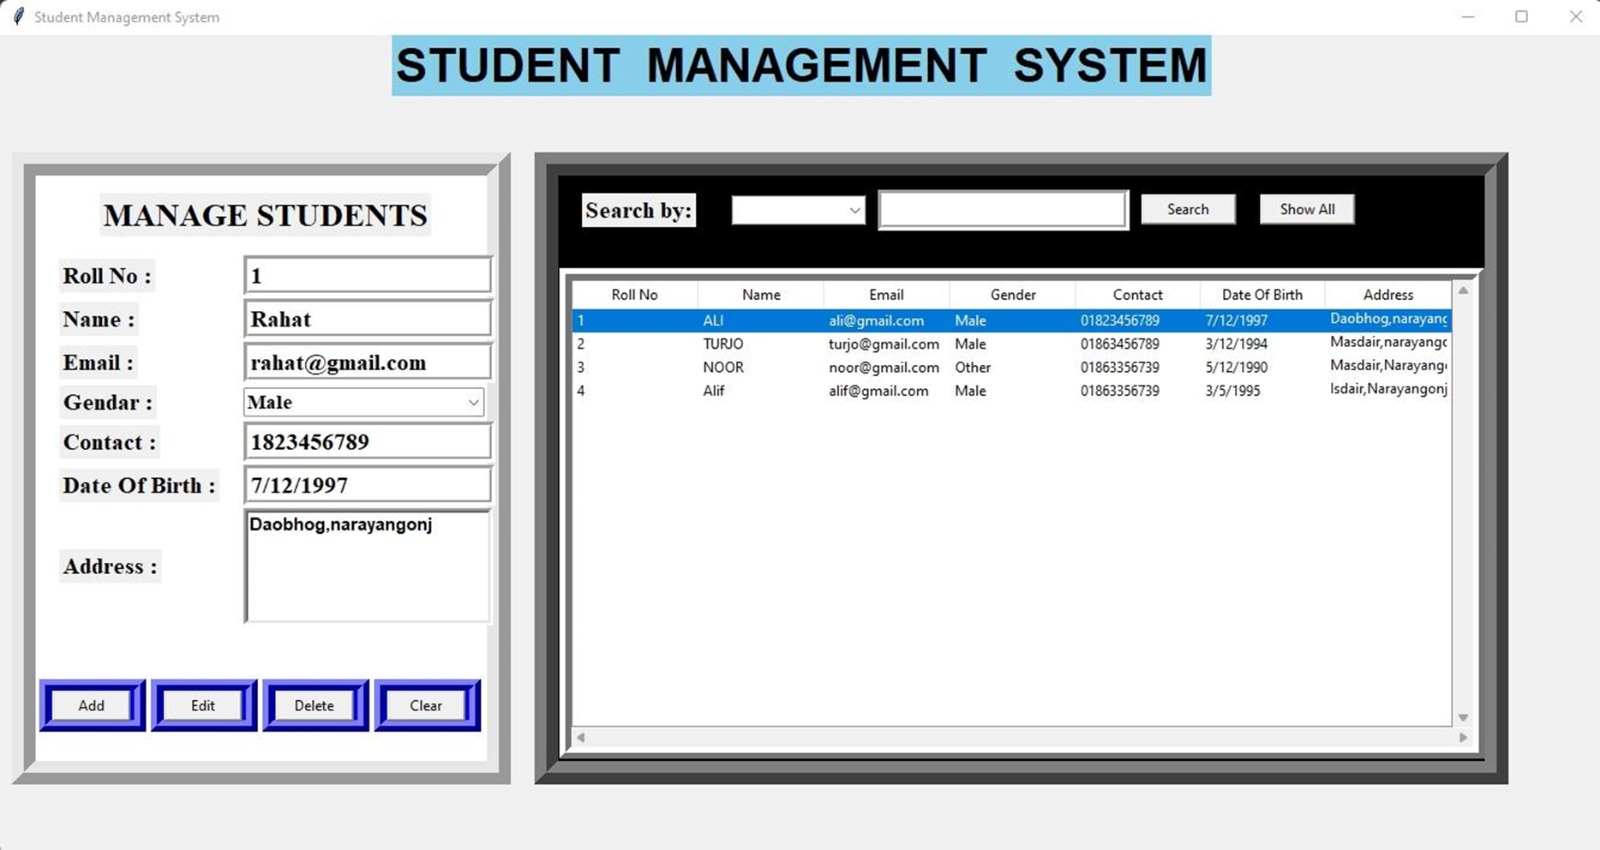 Student Management System
STUDENT MANAGEMENT SYSTEM
MANAGE STUDENTS
Roll No : 1
Name : Rahat
Email : rahat@gmail.com
Gendar : Male
Contact : 1823456789
Date Of Birth : 7/12/1997
Address : Daobhog,narayangonj
Add Edit Delete Clear
Search by: Search Show All
Roll No Name Email Gender Contact Date Of Birth Address
1 ALI ali@gmail.com Male 01823456789 7/12/1997 Daobhog,narayang
2 TURJO turjo@gmail.com Male 01863456789 3/12/1994 Masdair,narayango
3 NOOR noor@gmail.com Other 01863356739 5/12/1990 Masdair,Narayang
4 Alif alif@gmail.com Male 01863356739 3/5/1995 Isdair,Narayangonj